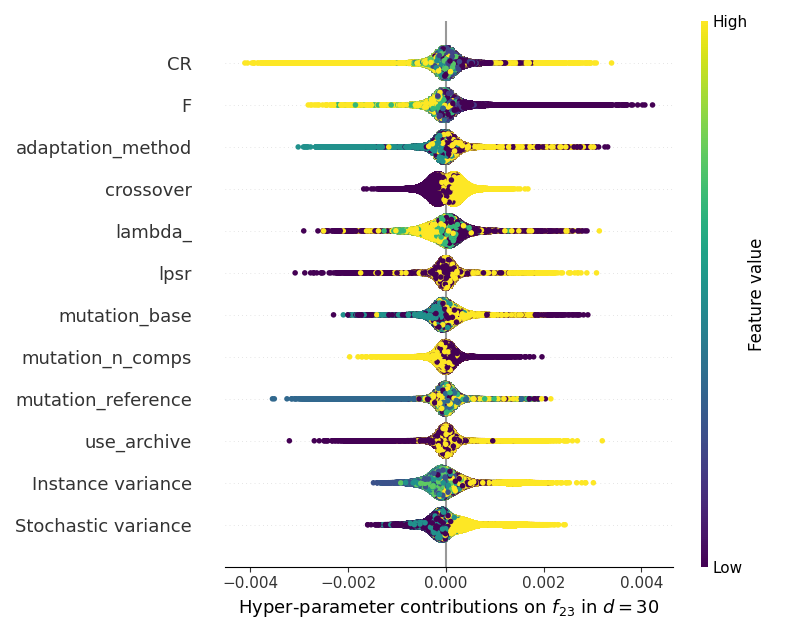 High
CR
F
adaptation_method
crossover
lambda_
lpsr
mutation_base
mutation_n_comps
mutation_reference
use_archive
Instance variance
Stochastic variance
Feature value
Low
−0.004 −0.002 0.000 0.002 0.004
Hyper-parameter contributions on f₂₃ in d = 30